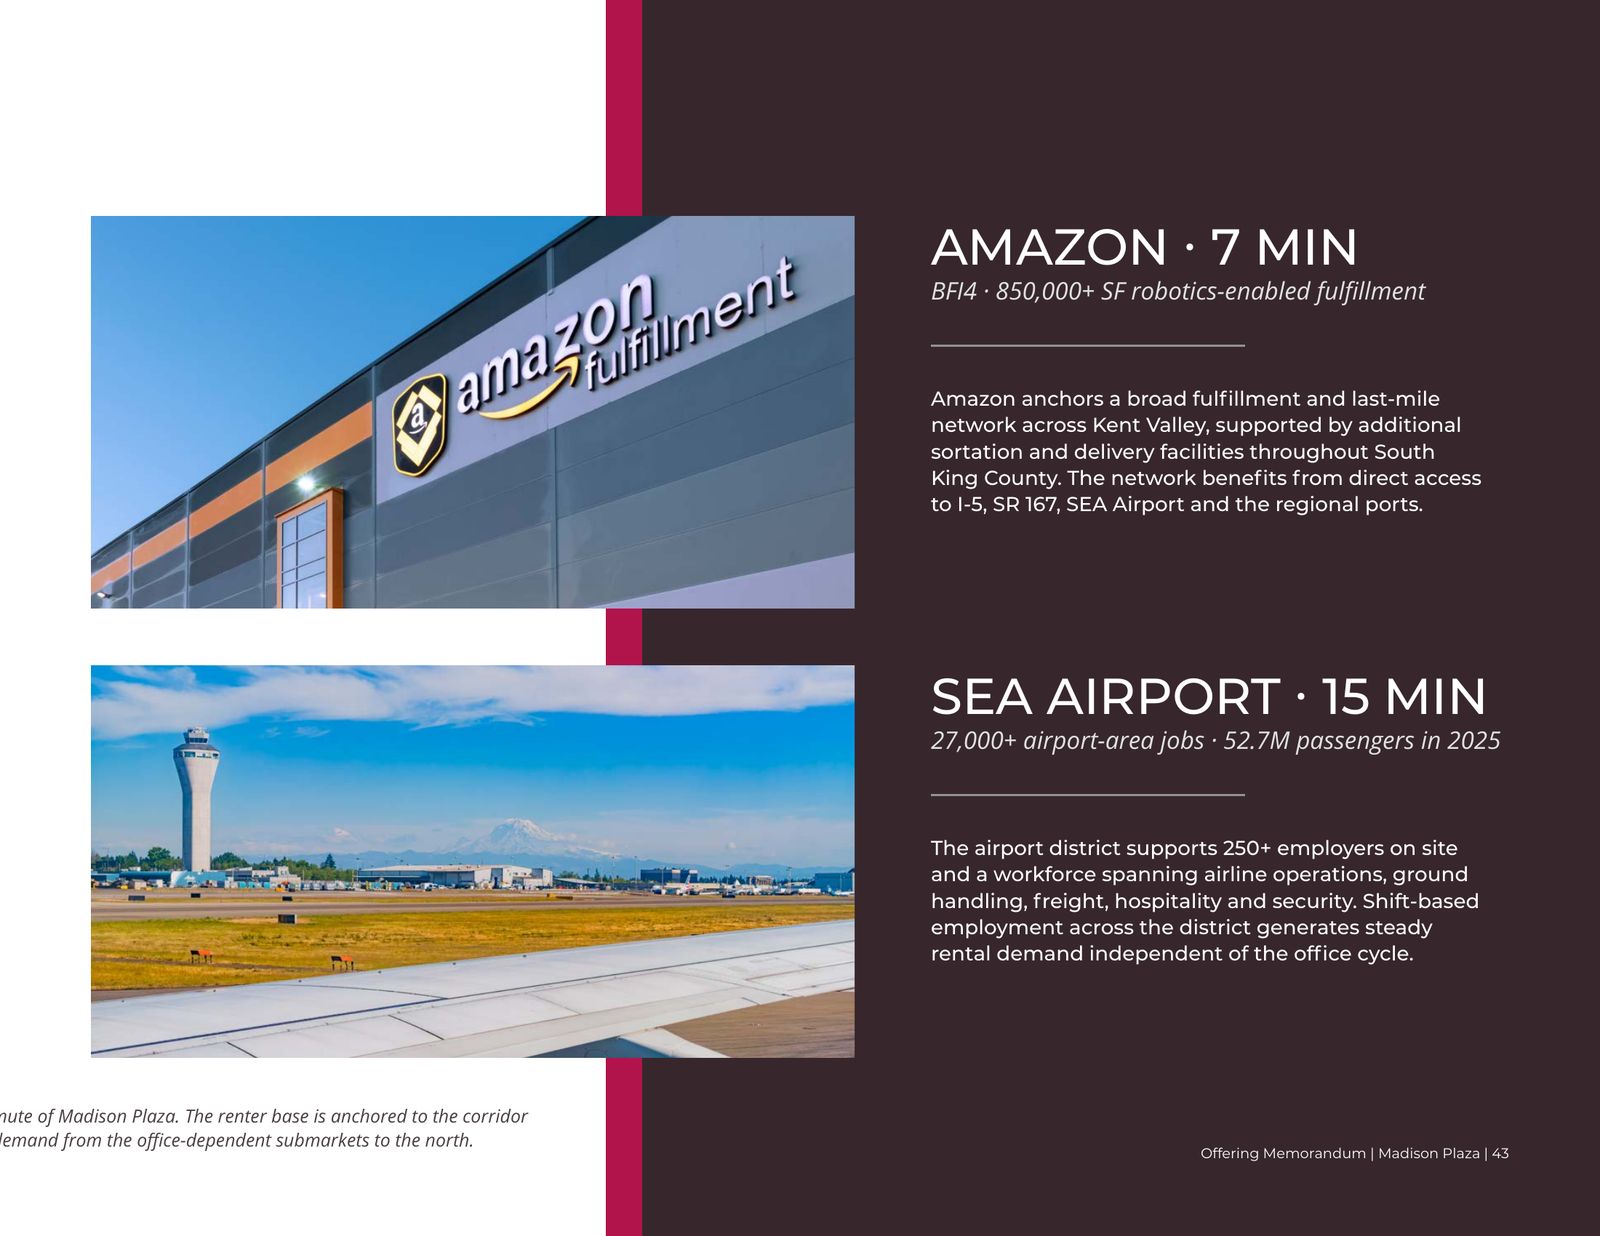 amazon
fulfillment
a
AMAZON · 7 MIN
BFI4 · 850,000+ SF robotics-enabled fulfillment
Amazon anchors a broad fulfillment and last-mile
network across Kent Valley, supported by additional
sortation and delivery facilities throughout South
King County. The network benefits from direct access
to I-5, SR 167, SEA Airport and the regional ports.
SEA AIRPORT · 15 MIN
27,000+ airport-area jobs · 52.7M passengers in 2025
The airport district supports 250+ employers on site
and a workforce spanning airline operations, ground
handling, freight, hospitality and security. Shift-based
employment across the district generates steady
rental demand independent of the office cycle.
of Madison Plaza. The renter base is anchored to the corridor
from the office-dependent submarkets to the north.
Offering Memorandum | Madison Plaza | 43